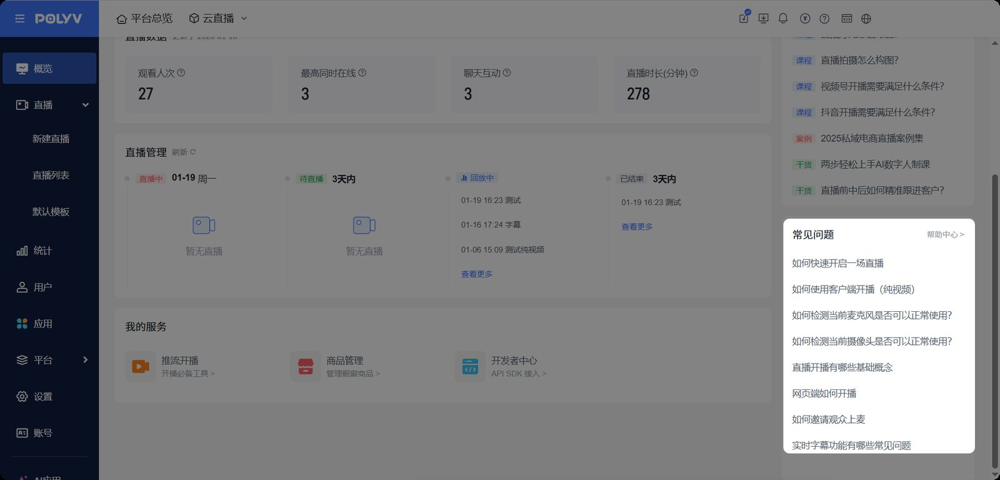 POLYV
平台总览
云直播
概览
直播
新建直播
直播列表
默认模板
统计
用户
应用
平台
设置
账号
AI应用
直播数据
观看人次
27
最高同时在线
3
聊天互动
3
直播时长(分钟)
278
直播管理 刷新
直播中 01-19 周一
暂无直播
待直播 3天内
暂无直播
回放中
01-19 16:23 测试
01-16 17:24 字幕
01-06 15:09 测试纯视频
查看更多
已结束 3天内
01-19 16:23 测试
查看更多
我的服务
推流开播
开播必备工具 >
商品管理
管理橱窗商品 >
开发者中心
API SDK 接入 >
课程 直播拍摄怎么构图?
课程 视频号开播需要满足什么条件?
课程 抖音开播需要满足什么条件?
案例 2025私域电商直播案例集
干货 两步轻松上手AI数字人制课
干货 直播前中后如何精准跟进客户?
常见问题 帮助中心 >
如何快速开启一场直播
如何使用客户端开播（纯视频）
如何检测当前麦克风是否可以正常使用?
如何检测当前摄像头是否可以正常使用?
直播开播有哪些基础概念
网页端如何开播
如何邀请观众上麦
实时字幕功能有哪些常见问题